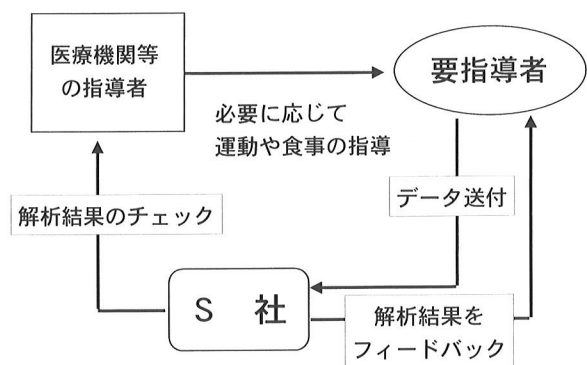 医療機関等
の指導者
要指導者
必要に応じて
運動や食事の指導
解析結果のチェック
データ送付
S 社
解析結果を
フィードバック